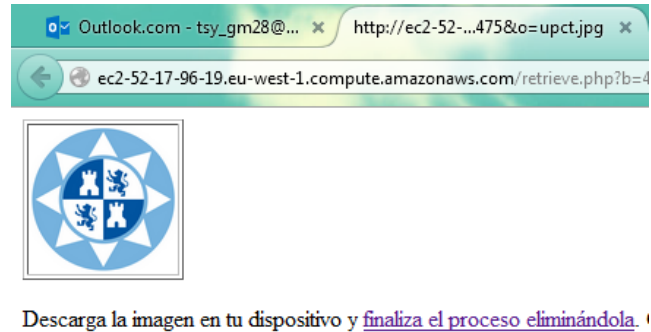 Outlook.com - tsy_gm28@... × http://ec2-52-...475&o=upct.jpg ×
ec2-52-17-96-19.eu-west-1.compute.amazonaws.com/retrieve.php?b=4
Descarga la imagen en tu dispositivo y finaliza el proceso eliminándola.